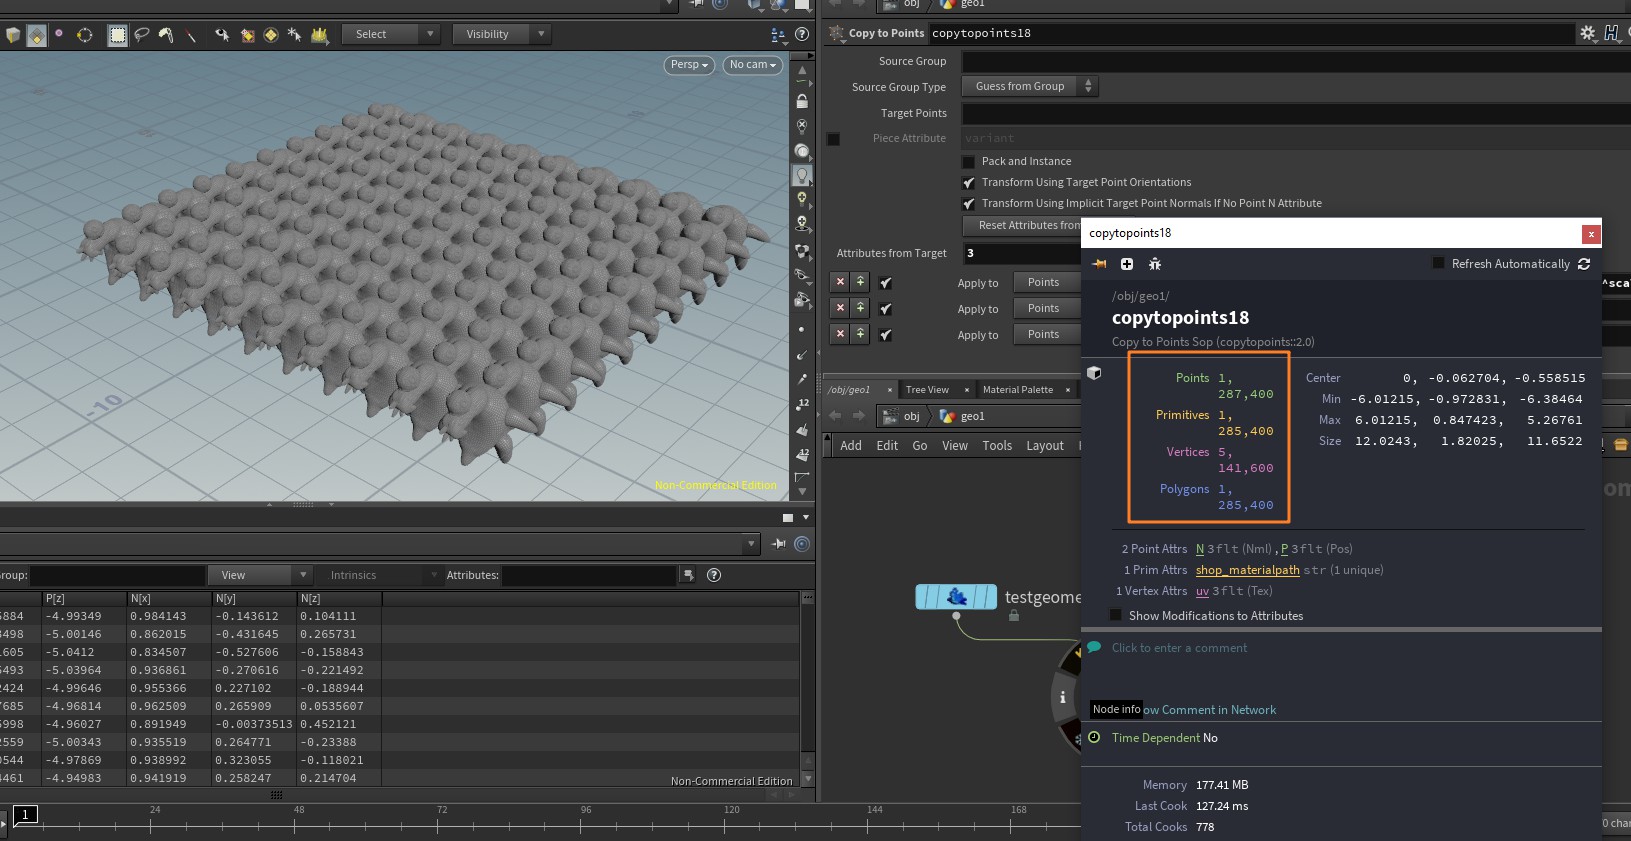 obj geo1
Select Visibility
Copy to Points copytopoints18
Persp No cam
Source Group
Source Group Type Guess from Group
Target Points
Piece Attribute variant
Pack and Instance
Transform Using Target Point Orientations
Transform Using Implicit Target Point Normals If No Point N Attribute
Reset Attributes from
Attributes from Target 3
Apply to Points
Apply to Points
Apply to Points
^sca
-10
Non-Commercial Edition
copytopoints18
x
Refresh Automatically
/obj/geo1/
copytopoints18
Copy to Points Sop (copytopoints::2.0)
Points 1,
287,400
Primitives 1,
285,400
Vertices 5,
141,600
Polygons 1,
285,400
Center 0, -0.062704, -0.558515
Min -6.01215, -0.972831, -6.38464
Max 6.01215, 0.847423, 5.26761
Size 12.0243, 1.82025, 11.6522
2 Point Attrs N 3flt (Nml) , P 3flt (Pos)
1 Prim Attrs shop_materialpath str (1 unique)
1 Vertex Attrs uv 3flt (Tex)
Show Modifications to Attributes
Click to enter a comment
Node info
ow Comment in Network
Time Dependent No
Memory 177.41 MB
Last Cook 127.24 ms
Total Cooks 778
/obj/geo1 x Tree View x Material Palette x
obj geo1
Add Edit Go View Tools Layout
testgeome
roup: View Intrinsics Attributes:
P[z] N[x] N[y] N[z]
5884 -4.99349 0.984143 -0.143612 0.104111
3498 -5.00146 0.862015 -0.431645 0.265731
1605 -5.0412 0.834507 -0.527606 -0.158843
5493 -5.03964 0.936861 -0.270616 -0.221492
2424 -4.99646 0.955366 0.227102 -0.188944
7685 -4.96814 0.962509 0.265909 0.0535607
5998 -4.96027 0.891949 -0.00373513 0.452121
2559 -5.00343 0.935519 0.264771 -0.23388
0544 -4.97869 0.938992 0.323055 -0.118021
4461 -4.94983 0.941919 0.258247 0.214704
Non-Commercial Edition
1 24 48 72 96 120 144 168
0 char